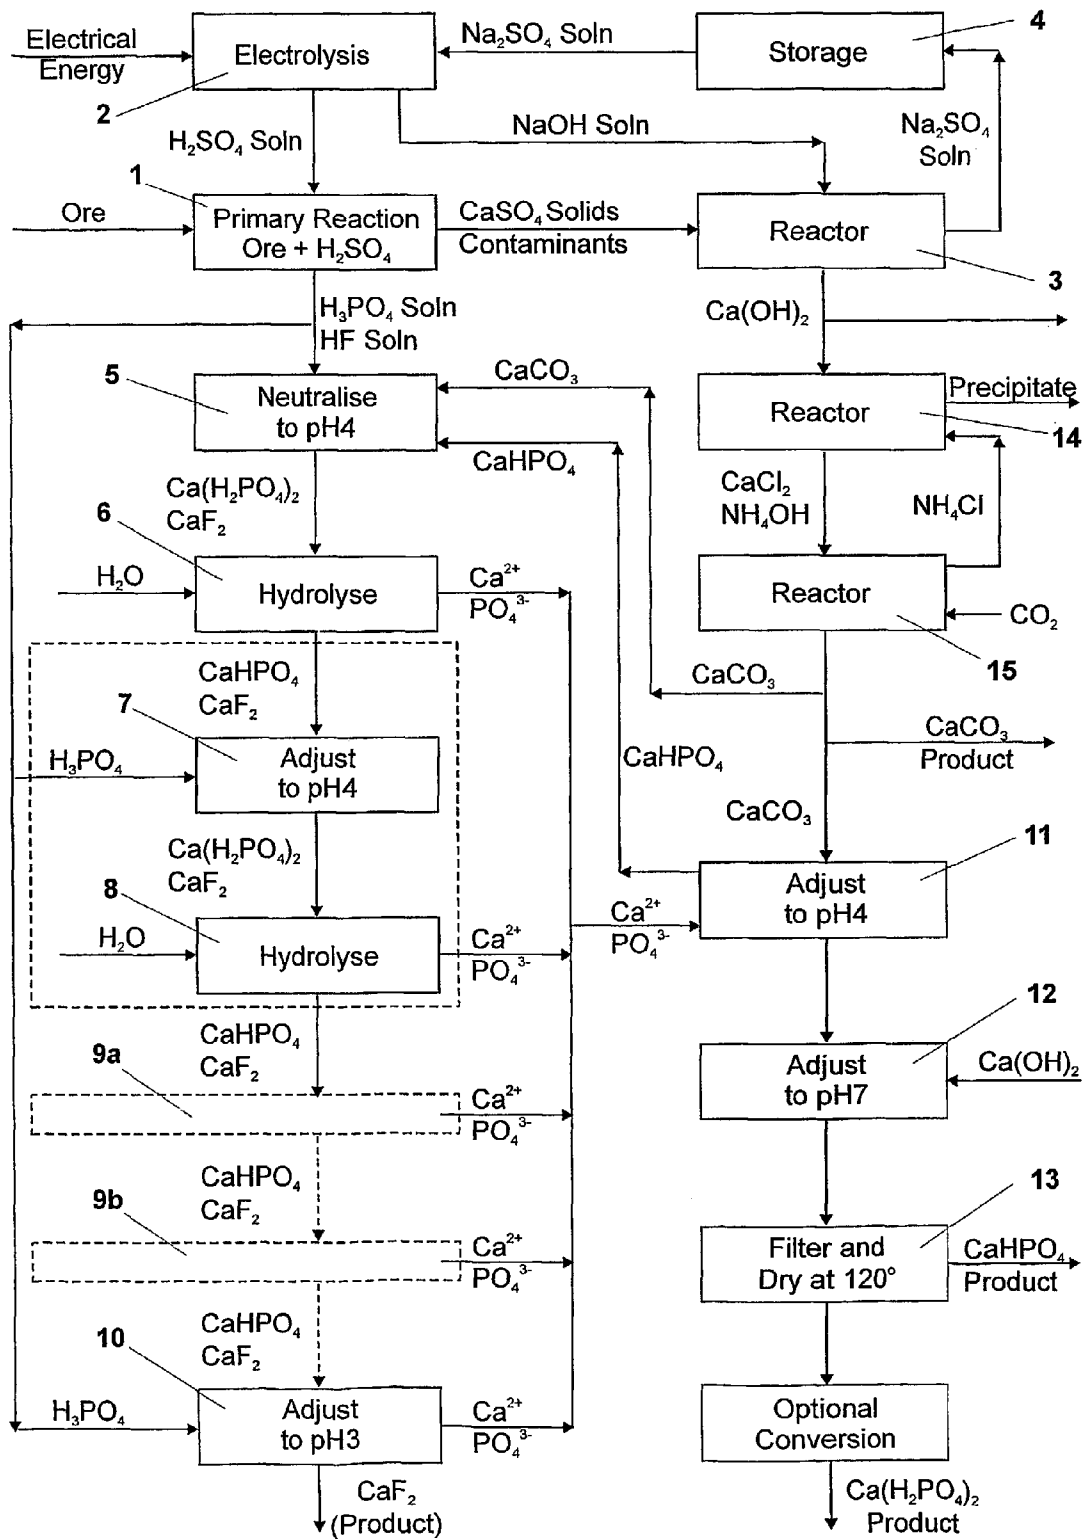 Electrical
Energy
Electrolysis
2
Na₂SO₄ Soln
Storage
4
H₂SO₄ Soln
NaOH Soln
Na₂SO₄
Soln
1
Ore
Primary Reaction
Ore + H₂SO₄
CaSO₄ Solids
Contaminants
Reactor
3
H₃PO₄ Soln
HF Soln
Ca(OH)₂
5
Neutralise
to pH4
CaCO₃
CaHPO₄
Reactor
Precipitate
14
Ca(H₂PO₄)₂
CaF₂
CaCl₂
NH₄OH
NH₄Cl
6
H₂O
Hydrolyse
Ca²⁺
PO₄³⁻
Reactor
CO₂
15
CaHPO₄
CaF₂
CaCO₃
7
H₃PO₄
Adjust
to pH4
CaHPO₄
CaCO₃
Product
CaCO₃
Ca(H₂PO₄)₂
CaF₂
11
8
H₂O
Hydrolyse
Ca²⁺
PO₄³⁻
Ca²⁺
PO₄³⁻
Adjust
to pH4
CaHPO₄
CaF₂
12
9a
Ca²⁺
PO₄³⁻
Adjust
to pH7
Ca(OH)₂
CaHPO₄
CaF₂
13
9b
Ca²⁺
PO₄³⁻
Filter and
Dry at 120°
CaHPO₄
Product
CaHPO₄
CaF₂
10
H₃PO₄
Adjust
to pH3
Ca²⁺
PO₄³⁻
Optional
Conversion
CaF₂
(Product)
Ca(H₂PO₄)₂
Product